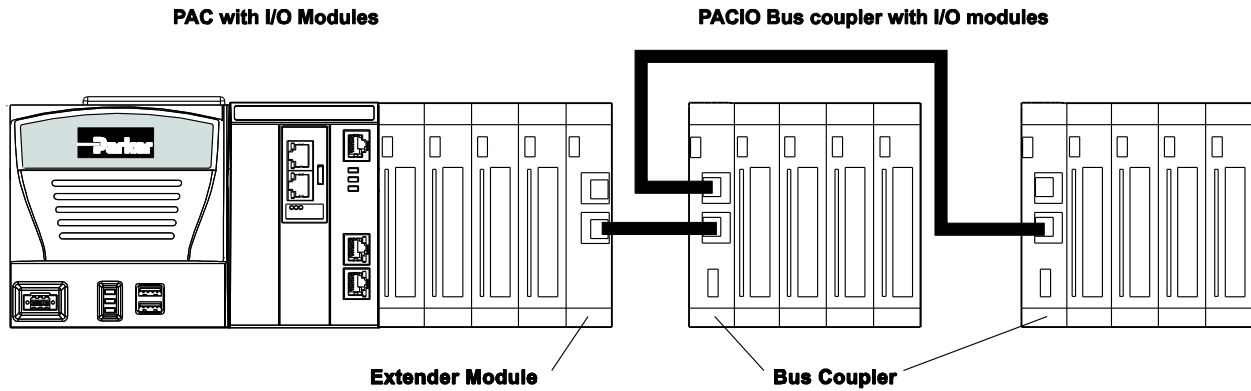 PAC with I/O Modules
PACIO Bus coupler with I/O modules
Parker
Extender Module
Bus Coupler